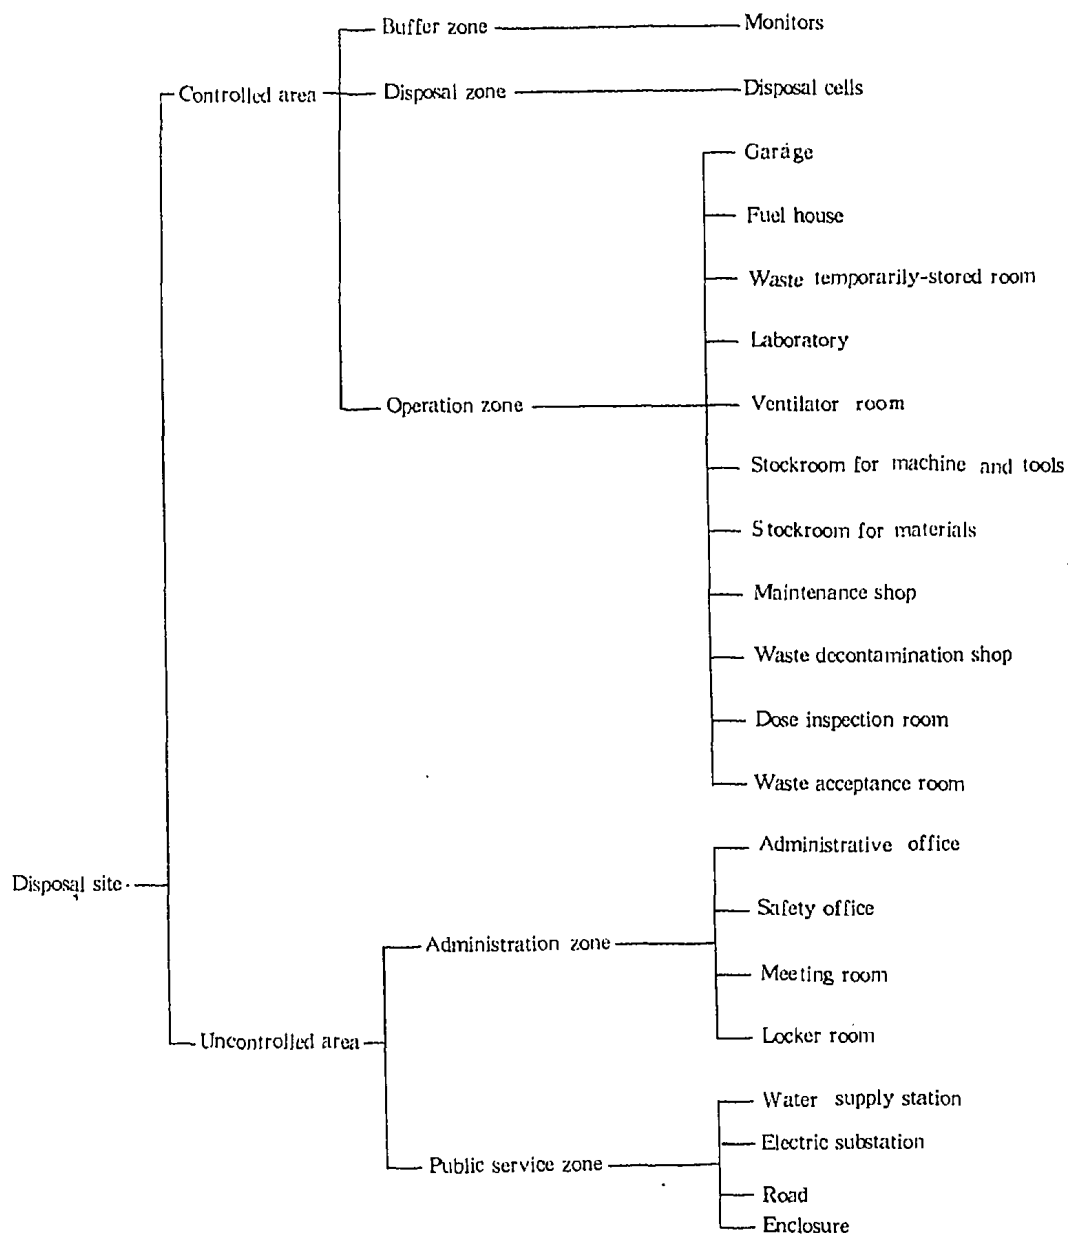 Buffer zone Monitors
Controlled area Disposal zone Disposal cells
Garage
Fuel house
Waste temporarily-stored room
Laboratory
Operation zone Ventilator room
Stockroom for machine and tools
Stockroom for materials
Maintenance shop
Waste decontamination shop
Dose inspection room
Waste acceptance room
Administrative office
Disposal site
Safety office
Administration zone
Meeting room
Uncontrolled area Locker room
Water supply station
Electric substation
Public service zone
Road
Enclosure